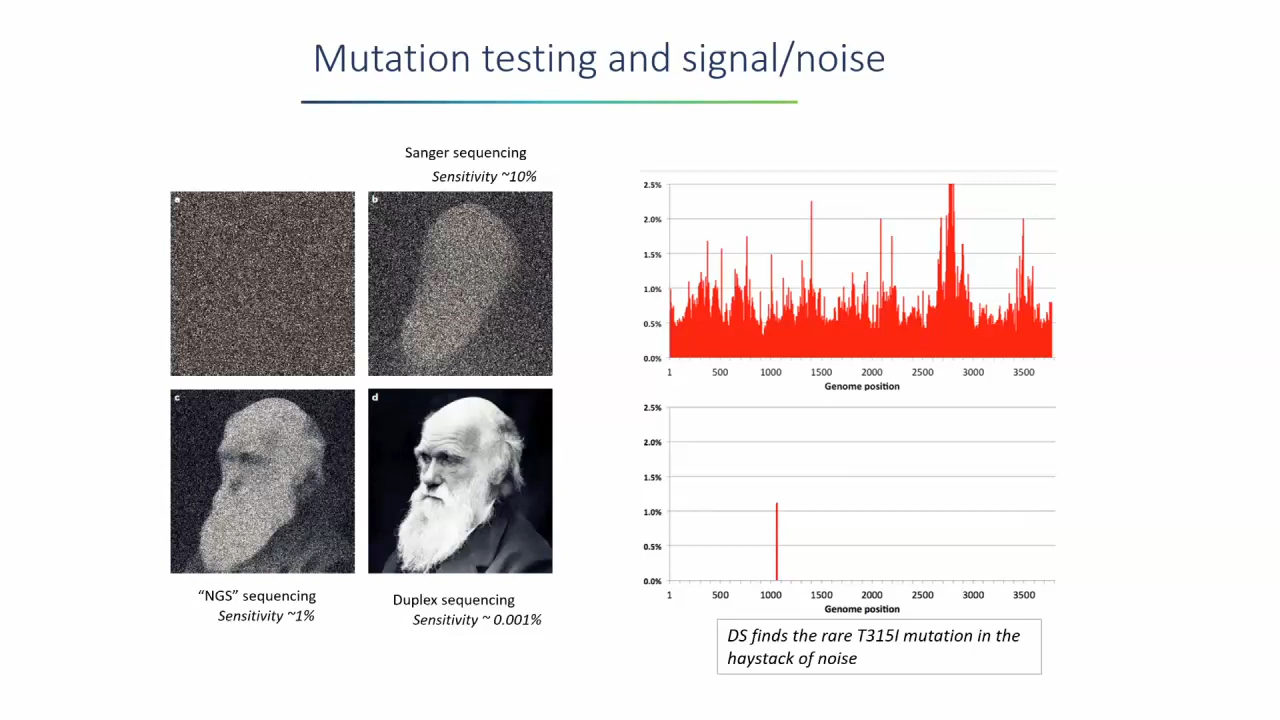 Mutation testing and signal/noise
Sanger sequencing
Sensitivity ~10%
a
b
c
d
"NGS" sequencing
Sensitivity ~1%
Duplex sequencing
Sensitivity ~ 0.001%
2.5%
2.0%
1.5%
1.0%
0.5%
0.0%
1 500 1000 1500 2000 2500 3000 3500
Genome position
2.5%
2.0%
1.5%
1.0%
0.5%
0.0%
1 500 1000 1500 2000 2500 3000 3500
Genome position
DS finds the rare T315I mutation in the
haystack of noise